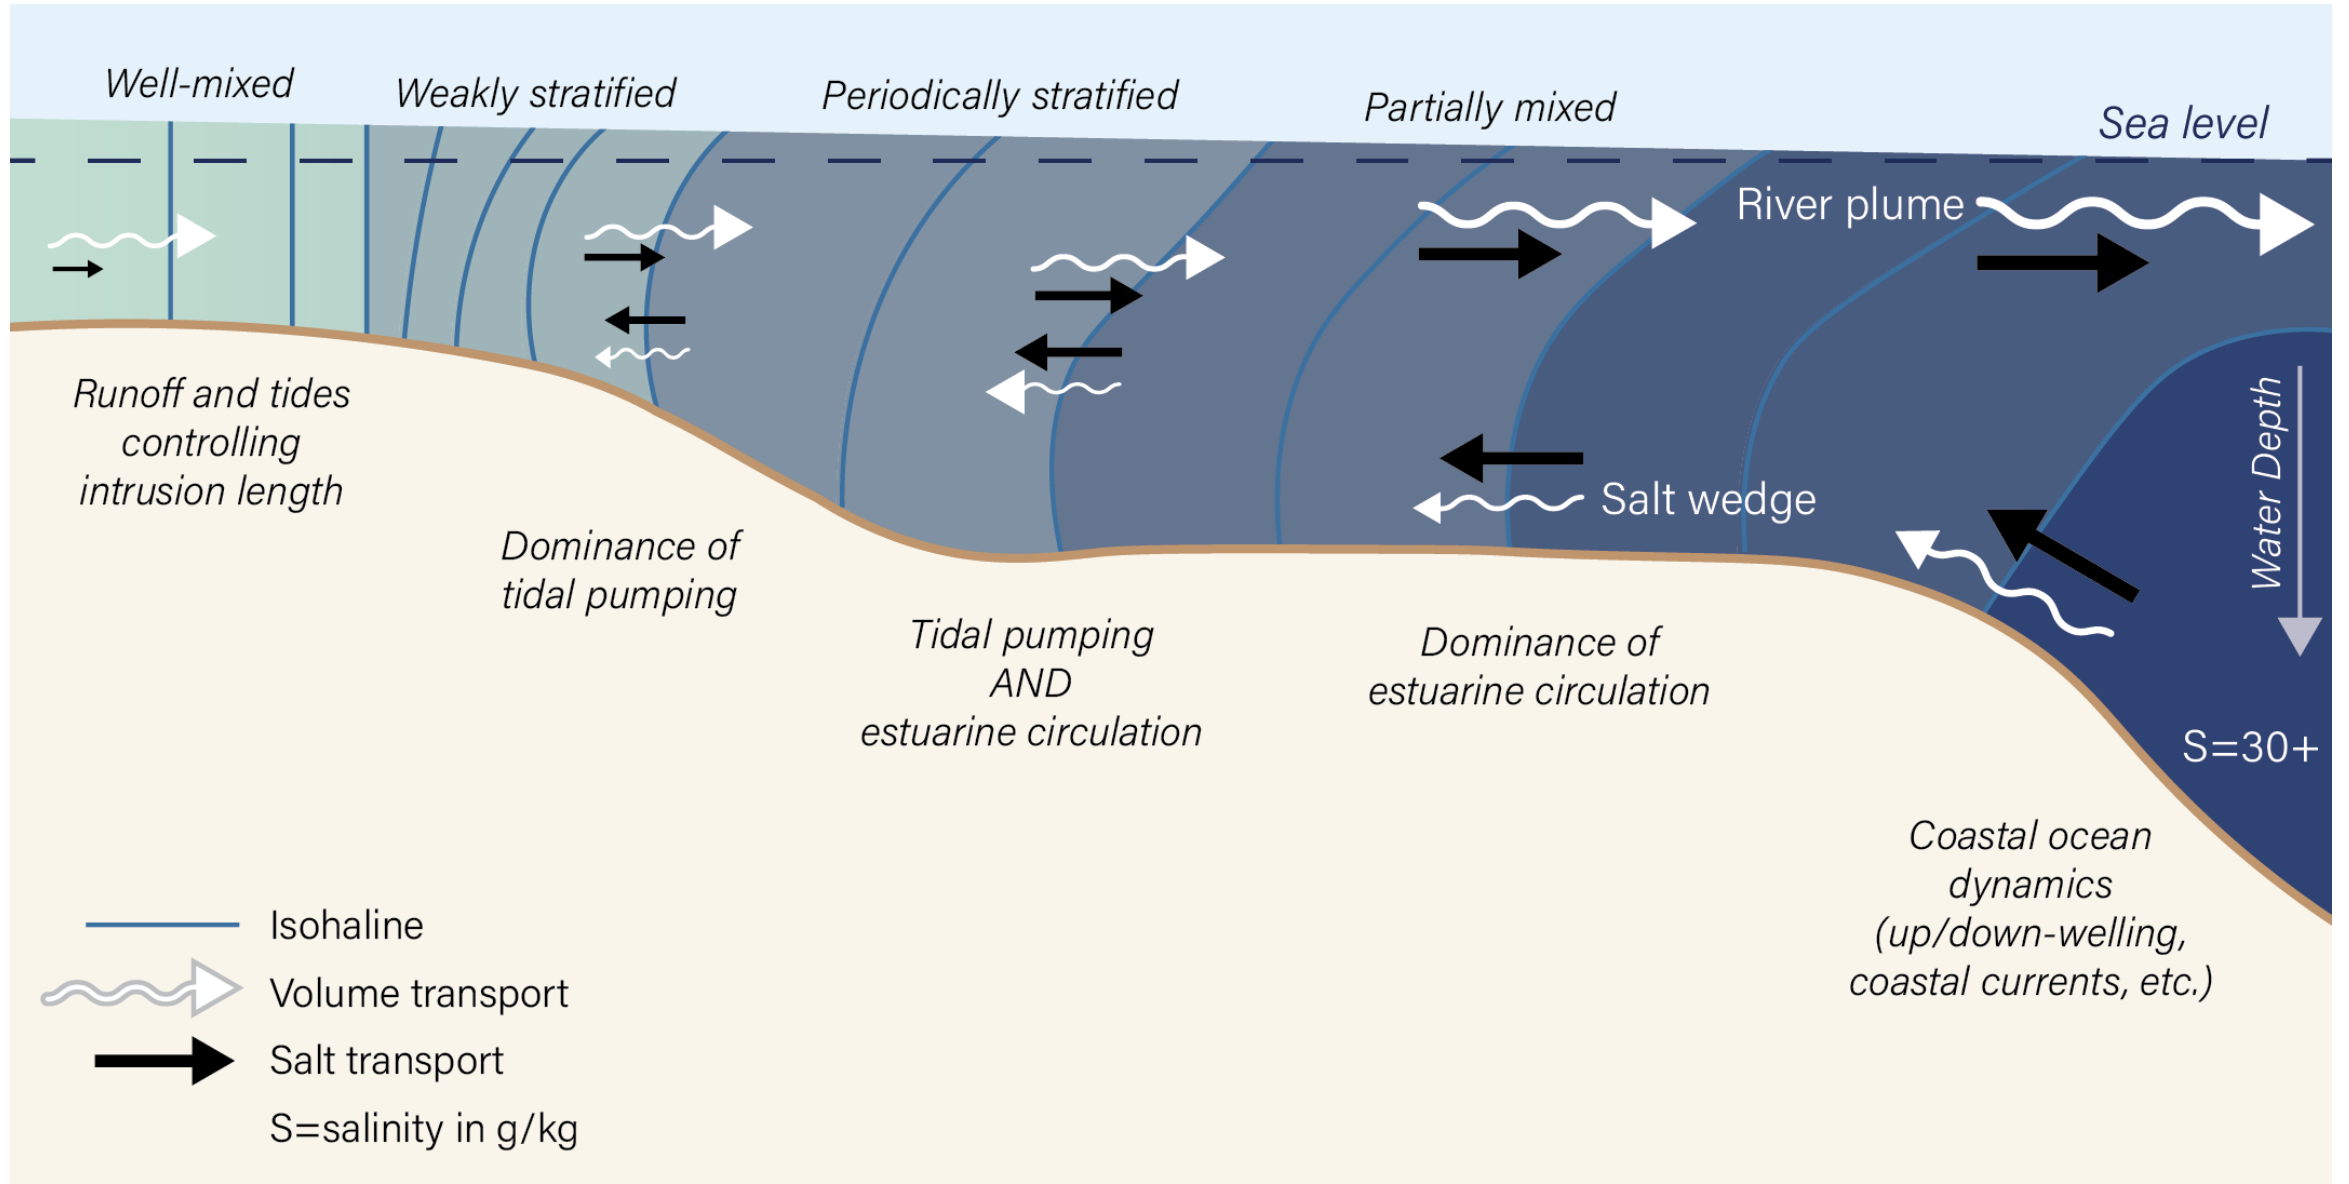 Well-mixed
Weakly stratified
Periodically stratified
Partially mixed
Sea level
River plume
Salt wedge
Water Depth
S=30+
Runoff and tides
controlling
intrusion length
Dominance of
tidal pumping
Tidal pumping
AND
estuarine circulation
Dominance of
estuarine circulation
Coastal ocean
dynamics
(up/down-welling,
coastal currents, etc.)
Isohaline
Volume transport
Salt transport
S=salinity in g/kg